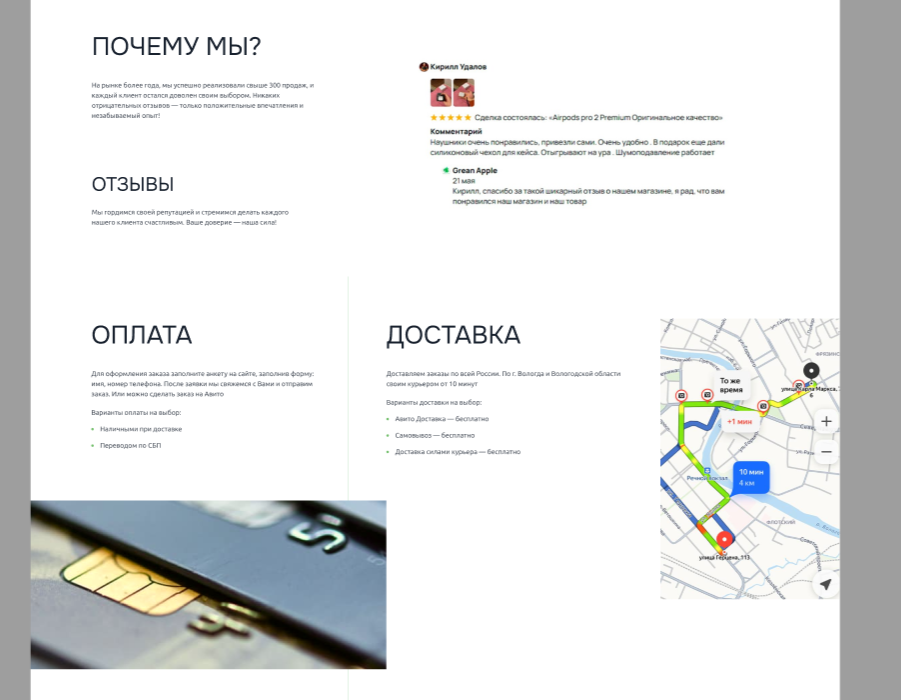 ПОЧЕМУ МЫ?
На рынке более года, мы успешно реализовали свыше 300 продаж, и
каждый клиент остался доволен своим выбором. Никаких
отрицательных отзывов — только положительные впечатления и
незабываемый опыт!
ОТЗЫВЫ
Мы гордимся своей репутацией и стремимся делать каждого
нашего клиента счастливым. Ваше доверие — наша сила!
Кирилл Удалов
Сделка состоялась: «Airpods pro 2 Premium Оригинальное качество»
Комментарий
Наушники очень понравились, привезли сами. Очень удобно . В подарок еще дали
силиконовый чехол для кейса. Отыгрывают на ура . Шумоподавление работает
Grean Apple
21 мая
Кирилл, спасибо за такой шикарный отзыв о нашем магазине, я рад, что вам
понравился наш магазин и наш товар
ОПЛАТА
Для оформления заказа заполните анкету на сайте, заполнив форму:
имя, номер телефона. После заявки мы свяжемся с Вами и отправим
заказ. Или можно сделать заказ на Авито
Варианты оплаты на выбор:
Наличными при доставке
Переводом по СБП
ДОСТАВКА
Доставляем заказы по всей России. По г. Вологда и Вологодской области
своим курьером от 10 минут
Варианты доставки на выбор:
Авито Доставка — бесплатно
Самовывоз — бесплатно
Доставка силами курьера — бесплатно
То же
время
улица Карла Маркса,
6
+1 мин
10 мин
4 км
Речной вокзал
ФЛОТСКИЙ
улица Герцена, 113